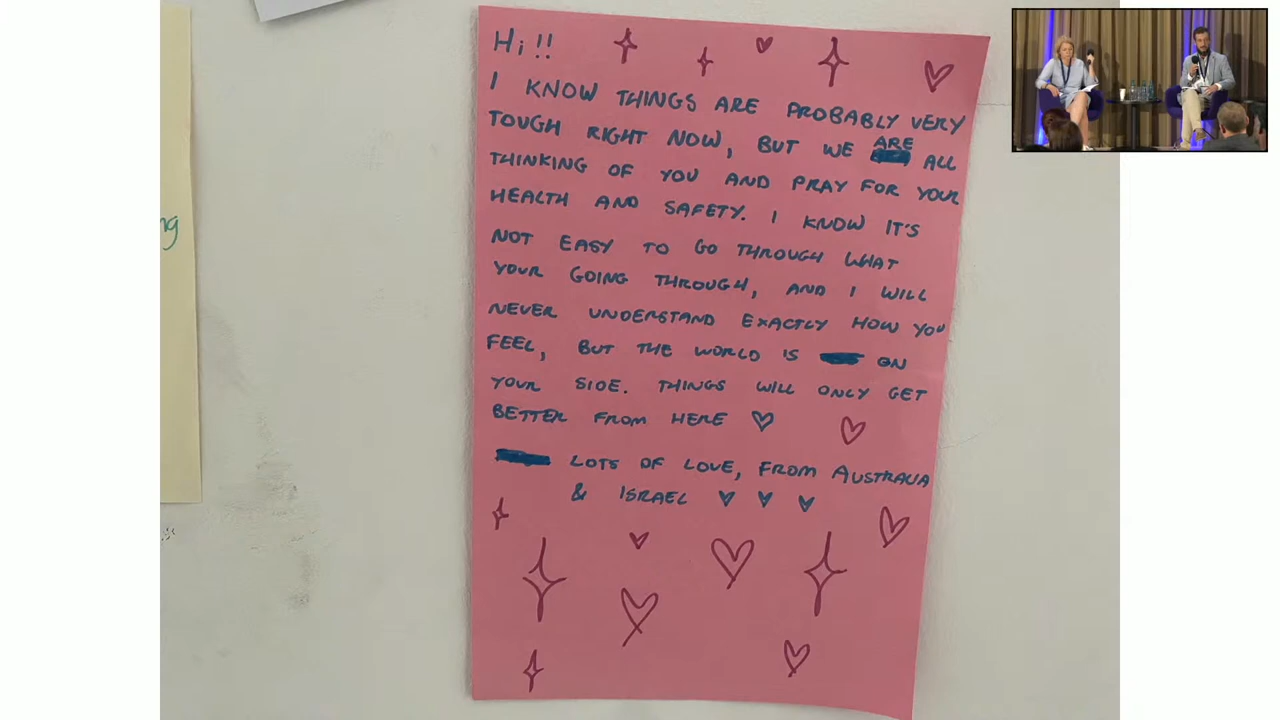 Hi!!
I KNOW THINGS ARE PROBABLY VERY
TOUGH RIGHT NOW, BUT WE ARE ALL
THINKING OF YOU AND PRAY FOR YOUR
HEALTH AND SAFETY. I KNOW IT'S
NOT EASY TO GO THROUGH WHAT
YOUR GOING THROUGH, AND I WILL
NEVER UNDERSTAND EXACTLY HOW YOU
FEEL, BUT THE WORLD IS ON
YOUR SIDE. THINGS WILL ONLY GET
BETTER FROM HERE
LOTS OF LOVE, FROM AUSTRALIA
& ISRAEL